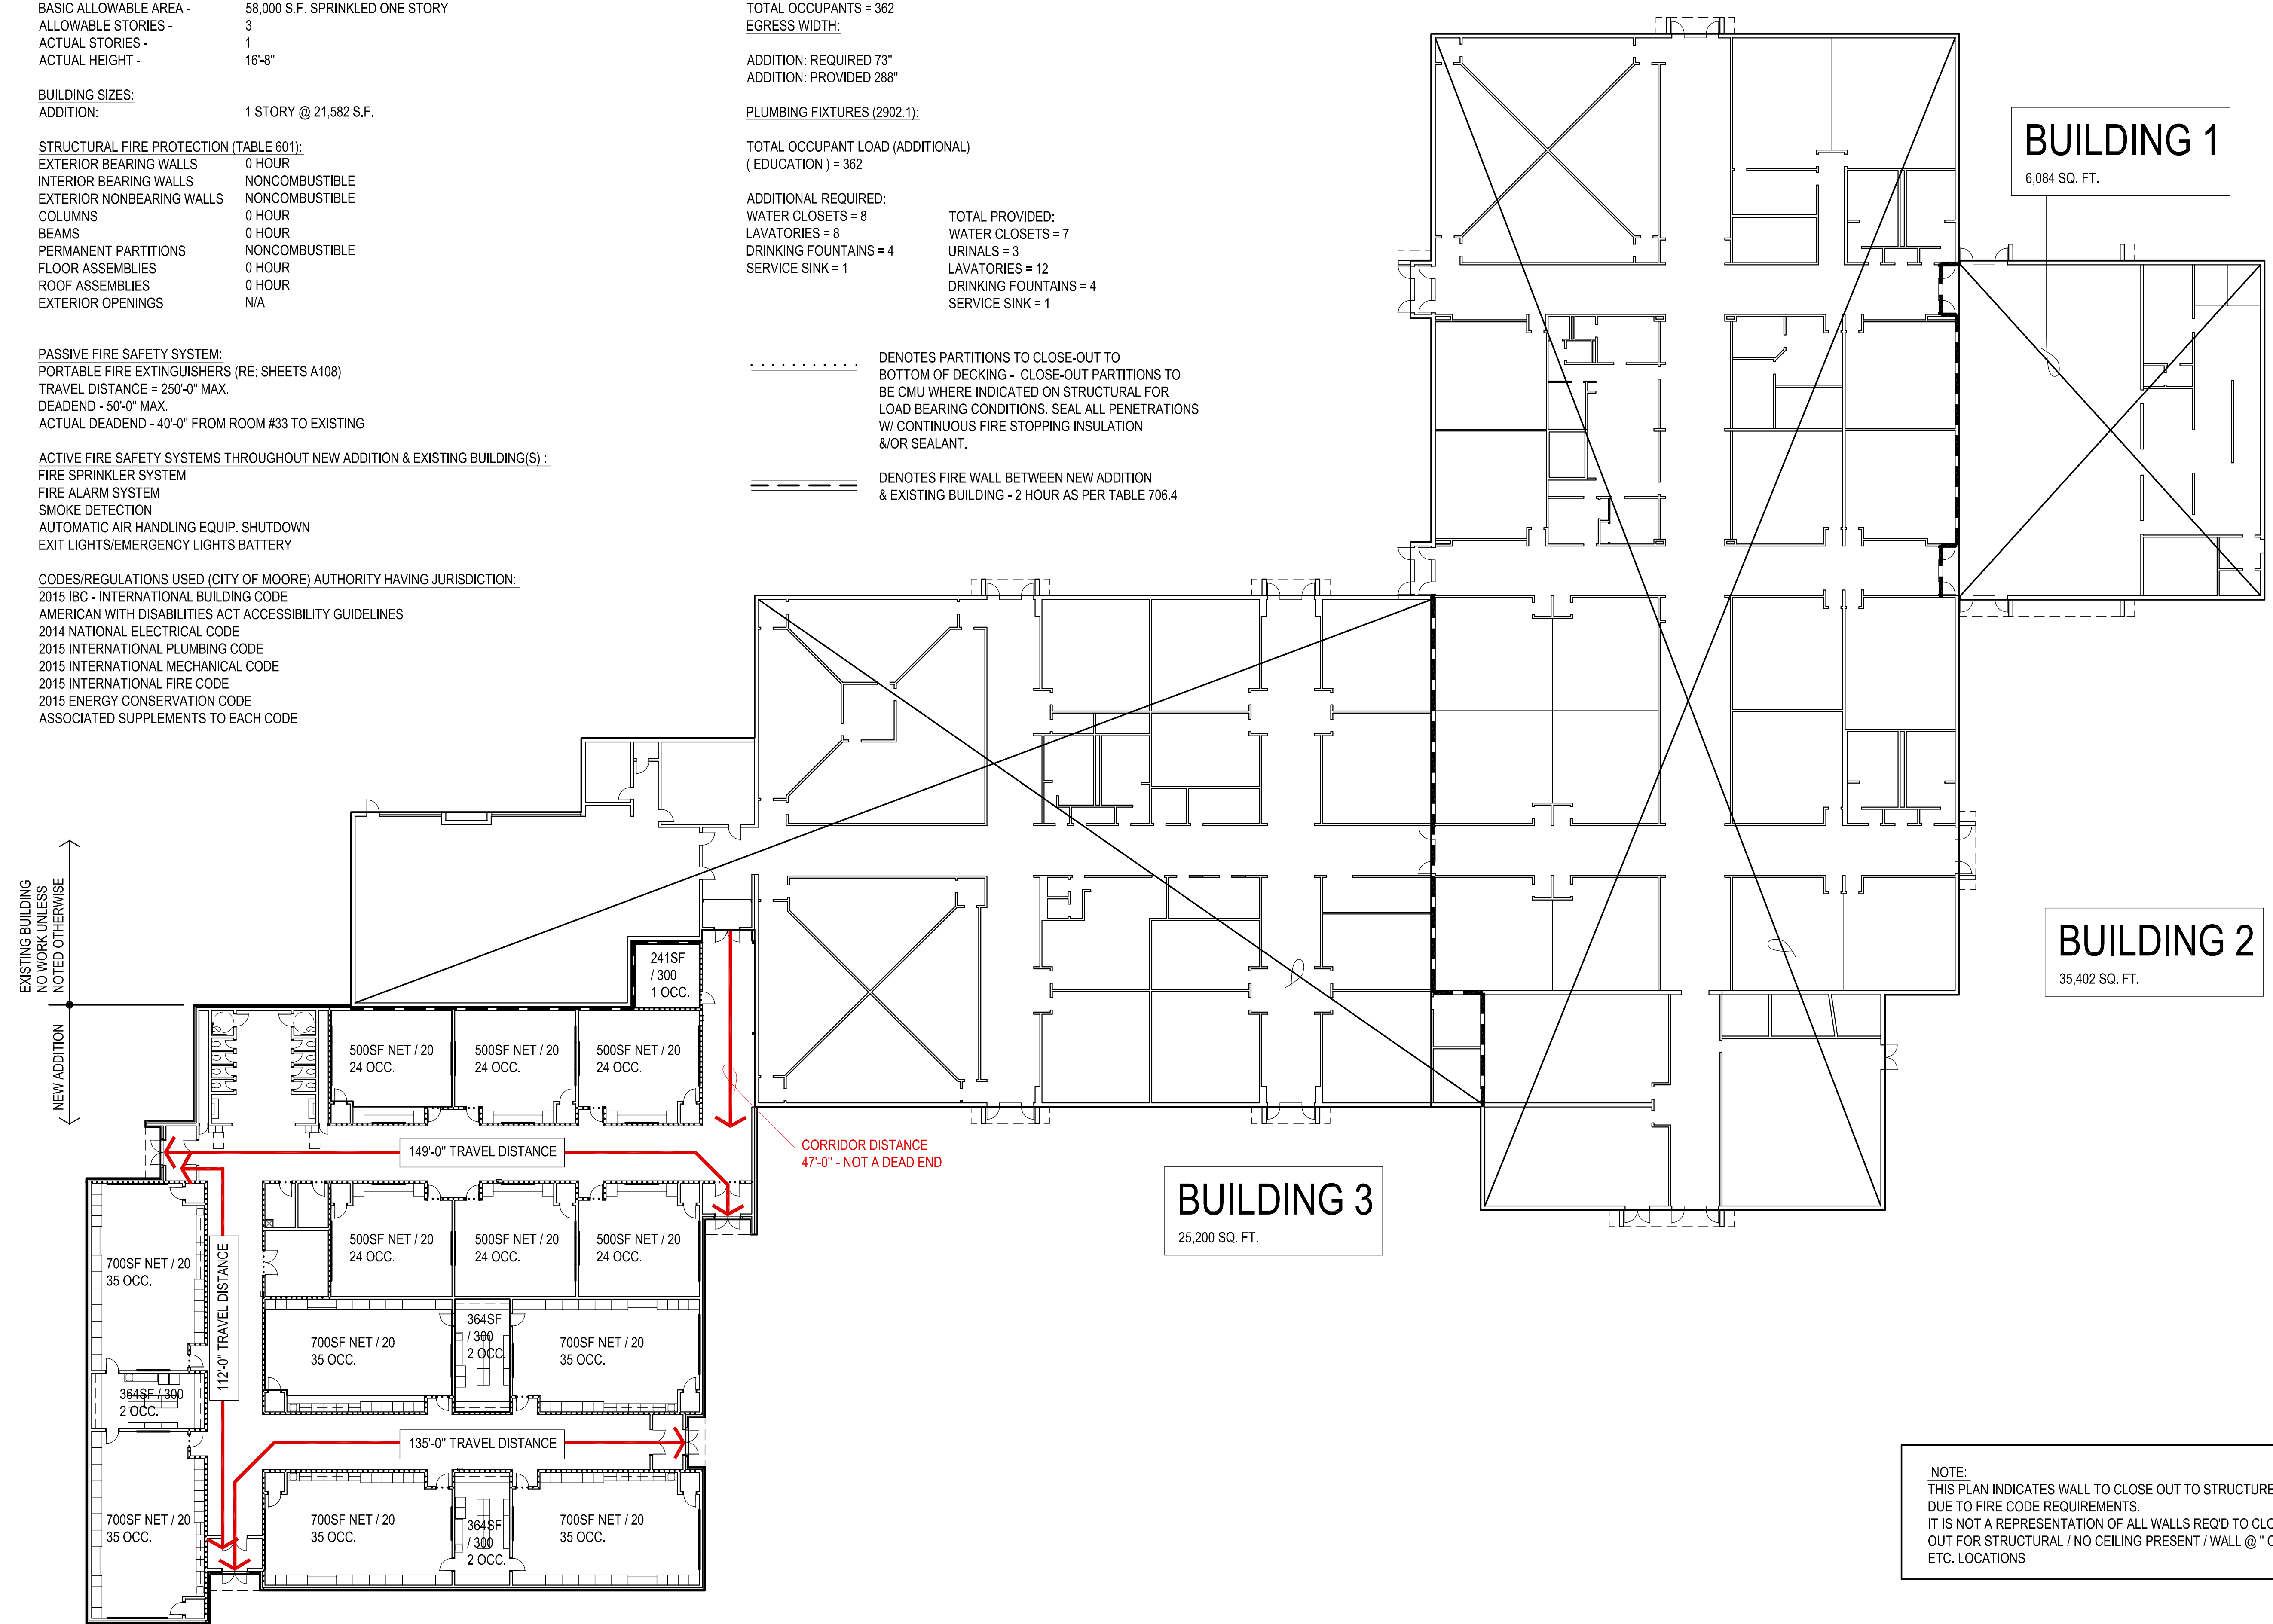 BASIC ALLOWABLE AREA - 58,000 S.F. SPRINKLED ONE STORY
ALLOWABLE STORIES - 3
ACTUAL STORIES - 1
ACTUAL HEIGHT - 16'-8"
BUILDING SIZES:
ADDITION: 1 STORY @ 21,582 S.F.
STRUCTURAL FIRE PROTECTION (TABLE 601):
EXTERIOR BEARING WALLS 0 HOUR
INTERIOR BEARING WALLS NONCOMBUSTIBLE
EXTERIOR NONBEARING WALLS NONCOMBUSTIBLE
COLUMNS 0 HOUR
BEAMS 0 HOUR
PERMANENT PARTITIONS NONCOMBUSTIBLE
FLOOR ASSEMBLIES 0 HOUR
ROOF ASSEMBLIES 0 HOUR
EXTERIOR OPENINGS N/A
PASSIVE FIRE SAFETY SYSTEM:
PORTABLE FIRE EXTINGUISHERS (RE: SHEETS A108)
TRAVEL DISTANCE = 250'-0" MAX.
DEADEND - 50'-0" MAX.
ACTUAL DEADEND - 40'-0" FROM ROOM #33 TO EXISTING
ACTIVE FIRE SAFETY SYSTEMS THROUGHOUT NEW ADDITION & EXISTING BUILDING(S) :
FIRE SPRINKLER SYSTEM
FIRE ALARM SYSTEM
SMOKE DETECTION
AUTOMATIC AIR HANDLING EQUIP. SHUTDOWN
EXIT LIGHTS/EMERGENCY LIGHTS BATTERY
CODES/REGULATIONS USED (CITY OF MOORE) AUTHORITY HAVING JURISDICTION:
2015 IBC - INTERNATIONAL BUILDING CODE
AMERICAN WITH DISABILITIES ACT ACCESSIBILITY GUIDELINES
2014 NATIONAL ELECTRICAL CODE
2015 INTERNATIONAL PLUMBING CODE
2015 INTERNATIONAL MECHANICAL CODE
2015 INTERNATIONAL FIRE CODE
2015 ENERGY CONSERVATION CODE
ASSOCIATED SUPPLEMENTS TO EACH CODE
TOTAL OCCUPANTS = 362
EGRESS WIDTH:
ADDITION: REQUIRED 73"
ADDITION: PROVIDED 288"
PLUMBING FIXTURES (2902.1):
TOTAL OCCUPANT LOAD (ADDITIONAL)
( EDUCATION ) = 362
ADDITIONAL REQUIRED:
WATER CLOSETS = 8
LAVATORIES = 8
DRINKING FOUNTAINS = 4
SERVICE SINK = 1
TOTAL PROVIDED:
WATER CLOSETS = 7
URINALS = 3
LAVATORIES = 12
DRINKING FOUNTAINS = 4
SERVICE SINK = 1
DENOTES PARTITIONS TO CLOSE-OUT TO
BOTTOM OF DECKING - CLOSE-OUT PARTITIONS TO
BE CMU WHERE INDICATED ON STRUCTURAL FOR
LOAD BEARING CONDITIONS. SEAL ALL PENETRATIONS
W/ CONTINUOUS FIRE STOPPING INSULATION
&/OR SEALANT.
DENOTES FIRE WALL BETWEEN NEW ADDITION
& EXISTING BUILDING - 2 HOUR AS PER TABLE 706.4
BUILDING 1
6,084 SQ. FT.
BUILDING 2
35,402 SQ. FT.
BUILDING 3
25,200 SQ. FT.
EXISTING BUILDING
NO WORK UNLESS
NOTED OTHERWISE
NEW ADDITION
241SF
/ 300
1 OCC.
500SF NET / 20
24 OCC.
500SF NET / 20
24 OCC.
500SF NET / 20
24 OCC.
CORRIDOR DISTANCE
47'-0" - NOT A DEAD END
149'-0" TRAVEL DISTANCE
500SF NET / 20
24 OCC.
500SF NET / 20
24 OCC.
500SF NET / 20
24 OCC.
700SF NET / 20
35 OCC.
112'-0" TRAVEL DISTANCE
700SF NET / 20
35 OCC.
364SF
/ 300
2 OCC.
700SF NET / 20
35 OCC.
364SF / 300
2 OCC.
135'-0" TRAVEL DISTANCE
700SF NET / 20
35 OCC.
700SF NET / 20
35 OCC.
364SF
/ 300
2 OCC.
700SF NET / 20
35 OCC.
NOTE:
THIS PLAN INDICATES WALL TO CLOSE OUT TO STRUCTURE
DUE TO FIRE CODE REQUIREMENTS.
IT IS NOT A REPRESENTATION OF ALL WALLS REQ'D TO
OUT FOR STRUCTURAL / NO CEILING PRESENT / WALL @ "
ETC. LOCATIONS